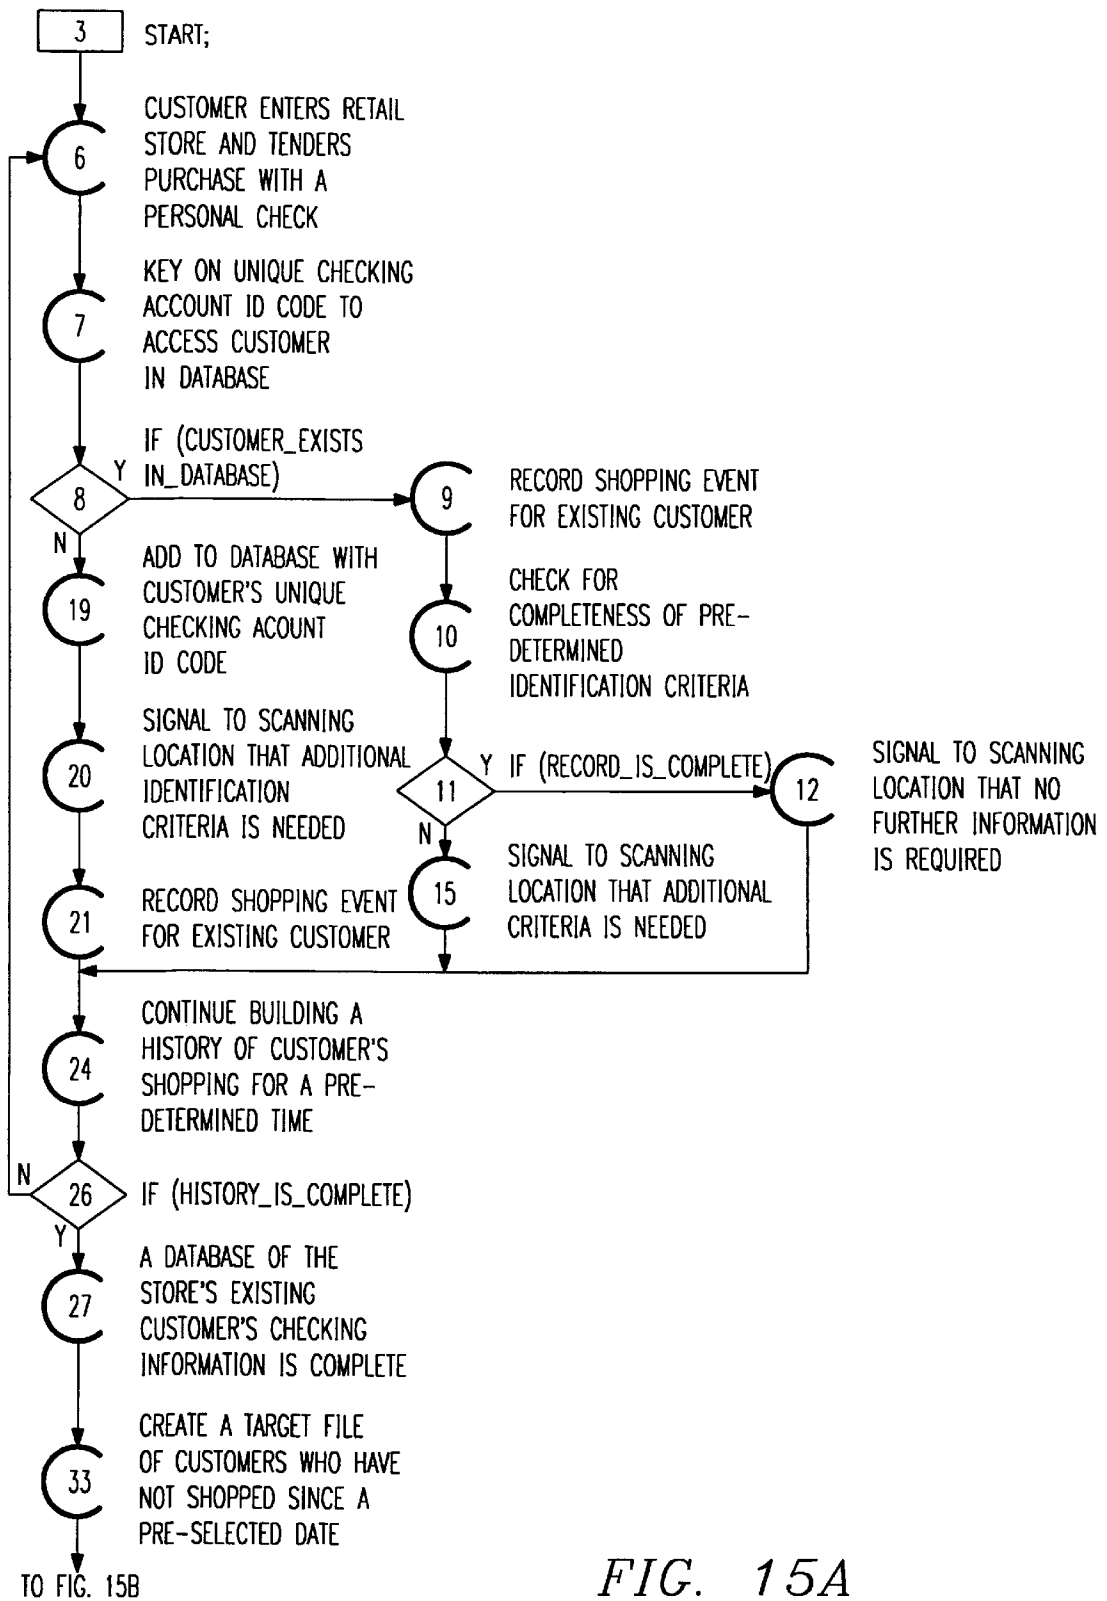 3 START;
CUSTOMER ENTERS RETAIL
STORE AND TENDERS
6
PURCHASE WITH A
PERSONAL CHECK
KEY ON UNIQUE CHECKING
ACCOUNT ID CODE TO
7
ACCESS CUSTOMER
IN DATABASE
IF (CUSTOMER_EXISTS
Y IN_DATABASE)
8
N
9
RECORD SHOPPING EVENT
FOR EXISTING CUSTOMER
ADD TO DATABASE WITH
CUSTOMER'S UNIQUE
19
CHECKING ACOUNT
ID CODE
CHECK FOR
COMPLETENESS OF PRE-
10
DETERMINED
IDENTIFICATION CRITERIA
SIGNAL TO SCANNING
LOCATION THAT ADDITIONAL
20
IDENTIFICATION
CRITERIA IS NEEDED
Y IF (RECORD_IS_COMPLETE)
11
N
12
SIGNAL TO SCANNING
LOCATION THAT NO
FURTHER INFORMATION
IS REQUIRED
SIGNAL TO SCANNING
15
LOCATION THAT ADDITIONAL
CRITERIA IS NEEDED
21
RECORD SHOPPING EVENT
FOR EXISTING CUSTOMER
CONTINUE BUILDING A
HISTORY OF CUSTOMER'S
24
SHOPPING FOR A PRE-
DETERMINED TIME
N
26 IF (HISTORY_IS_COMPLETE)
Y
A DATABASE OF THE
STORE'S EXISTING
27
CUSTOMER'S CHECKING
INFORMATION IS COMPLETE
CREATE A TARGET FILE
OF CUSTOMERS WHO HAVE
33
NOT SHOPPED SINCE A
PRE-SELECTED DATE
TO FIG. 15B
FIG. 15A